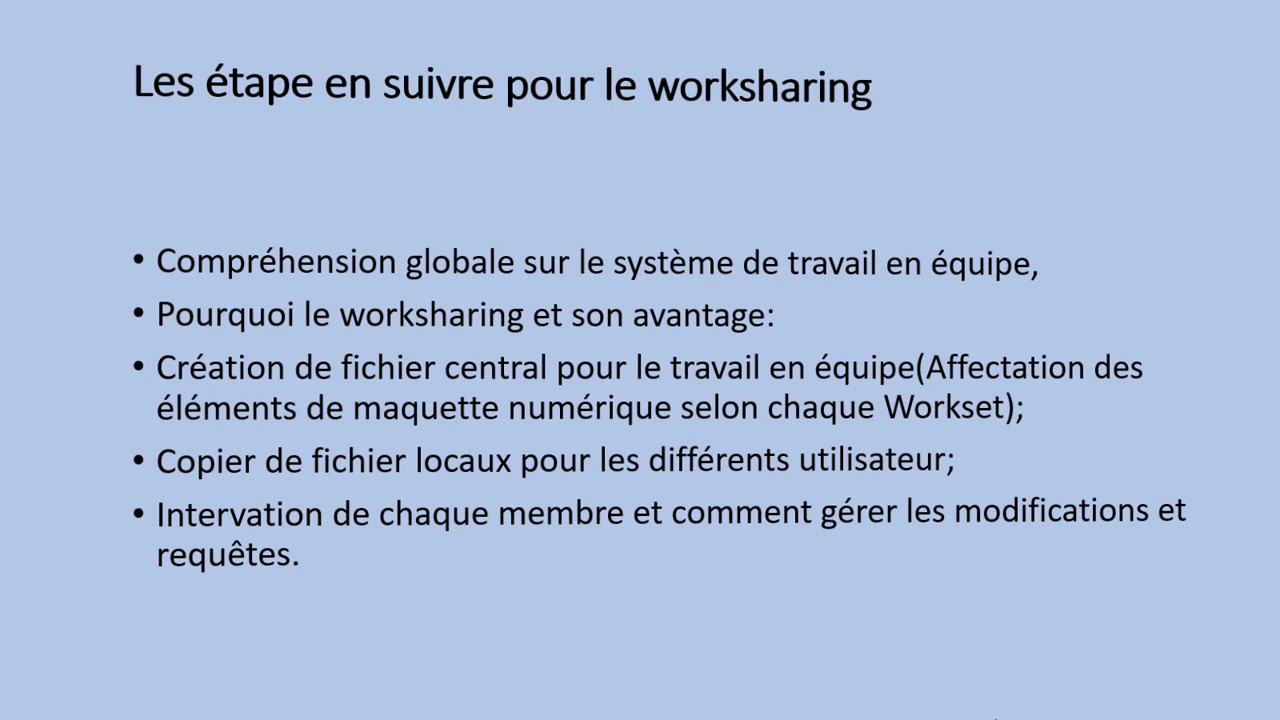 Les étape en suivre pour le worksharing
• Compréhension globale sur le système de travail en équipe,
• Pourquoi le worksharing et son avantage:
• Création de fichier central pour le travail en équipe(Affectation des
éléments de maquette numérique selon chaque Workset);
• Copier de fichier locaux pour les différents utilisateur;
• Intervation de chaque membre et comment gérer les modifications et
requêtes.